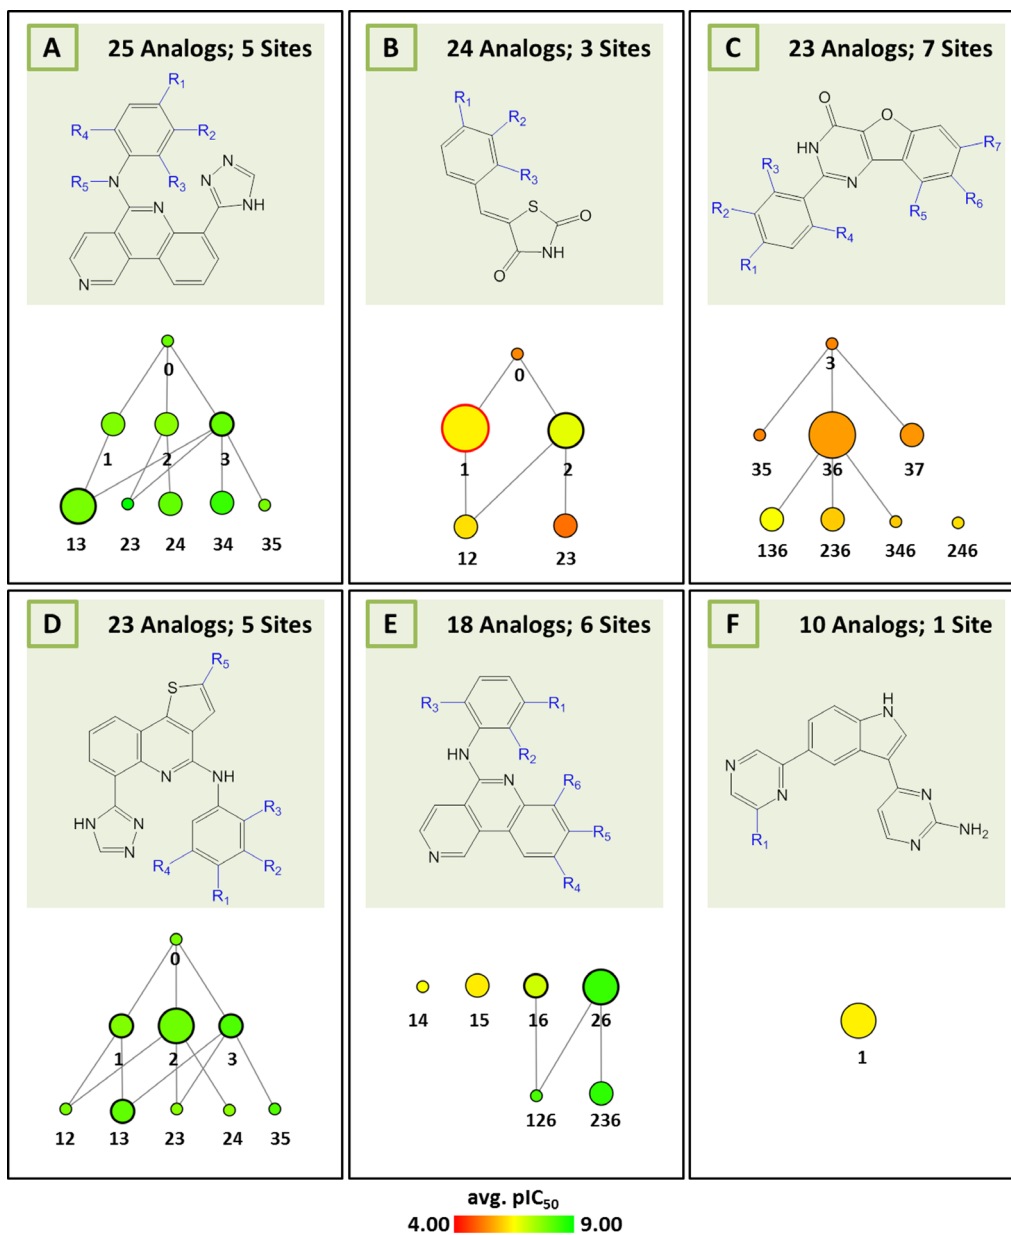 A 25 Analogs; 5 Sites
R1
R4 R2
N
R5 N R3 N
N NH
N
N
0
1 2 3
13 23 24 34 35
B 24 Analogs; 3 Sites
R1
R2
R3
S O
O NH
0
1 2
12 23
C 23 Analogs; 7 Sites
O
O
HN R7
R3 N
R2 R5 R6
R4
R1
3
35 36 37
136 236 346 246
D 23 Analogs; 5 Sites
R5
S
N NH
HN N R3
N
R4 R2
R1
0
1 2 3
12 13 23 24 35
E 18 Analogs; 6 Sites
R3 R1
HN R2
N R6
R5
N
R4
14 15 16 26
126 236
F 10 Analogs; 1 Site
H
N
N
N N
R1 N NH2
1
avg. pIC50
4.00 9.00